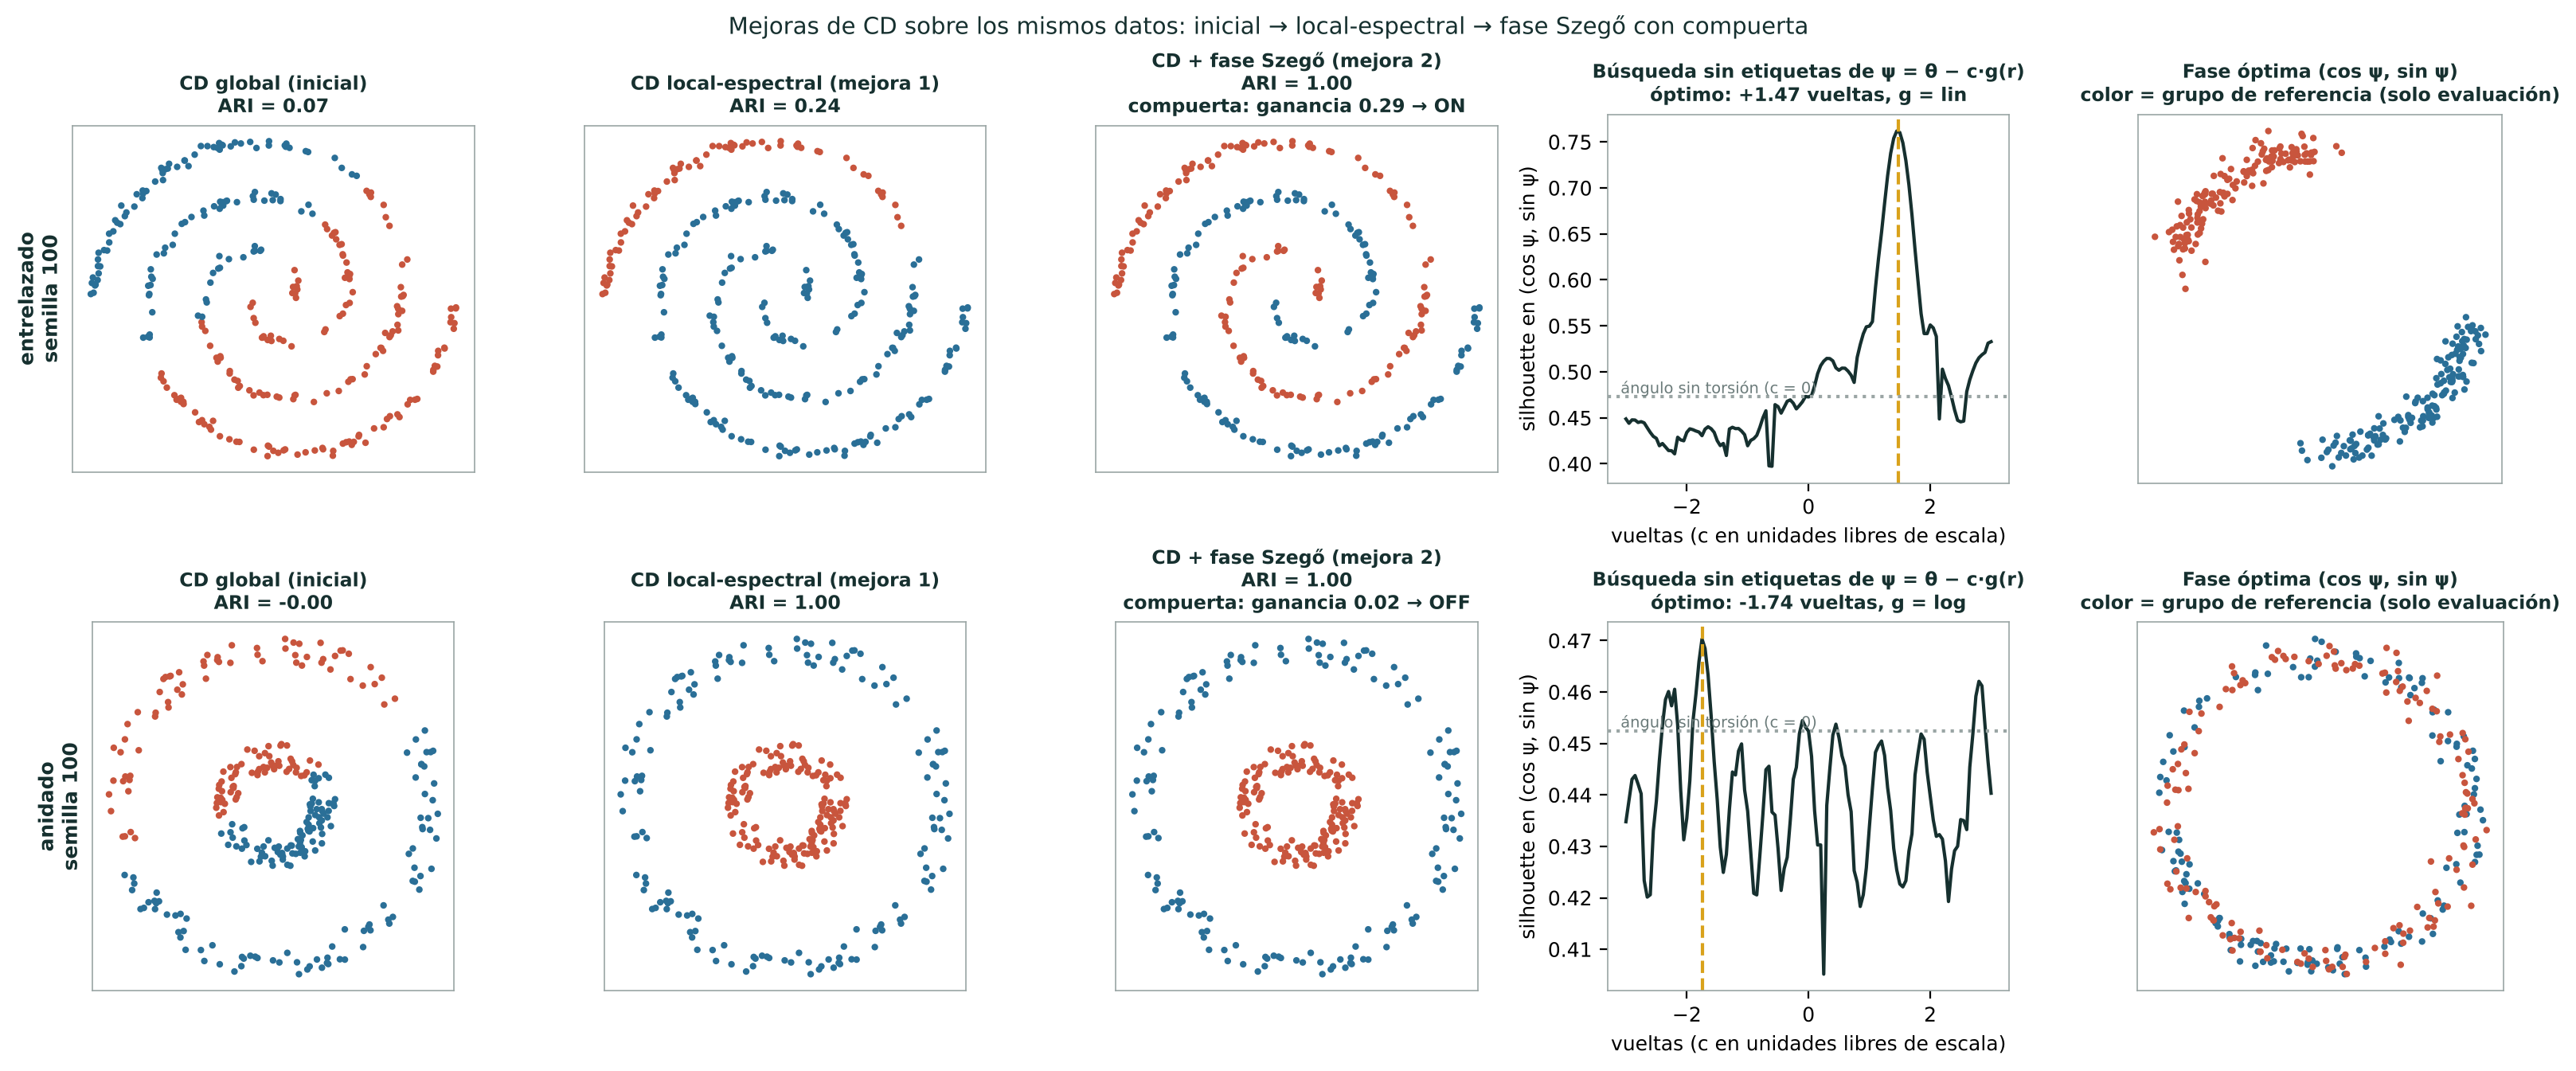 Mejoras de CD sobre los mismos datos: inicial → local-espectral → fase Szegő con compuerta
CD global (inicial)
ARI = 0.07
CD local-espectral (mejora 1)
ARI = 0.24
CD + fase Szegő (mejora 2)
ARI = 1.00
compuerta: ganancia 0.29 → ON
Búsqueda sin etiquetas de ψ = θ − c·g(r)
óptimo: +1.47 vueltas, g = lin
Fase óptima (cos ψ, sin ψ)
color = grupo de referencia (solo evaluación)
entrelazado
semilla 100
silhouette en (cos ψ, sin ψ)
0.75
0.70
0.65
0.60
0.55
0.50
0.45
0.40
ángulo sin torsión (c = 0)
−2
0
2
vueltas (c en unidades libres de escala)
CD global (inicial)
ARI = -0.00
CD local-espectral (mejora 1)
ARI = 1.00
CD + fase Szegő (mejora 2)
ARI = 1.00
compuerta: ganancia 0.02 → OFF
Búsqueda sin etiquetas de ψ = θ − c·g(r)
óptimo: -1.74 vueltas, g = log
Fase óptima (cos ψ, sin ψ)
color = grupo de referencia (solo evaluación)
anidado
semilla 100
silhouette en (cos ψ, sin ψ)
0.47
0.46
0.45
0.44
0.43
0.42
0.41
ángulo sin torsión (c = 0)
−2
0
2
vueltas (c en unidades libres de escala)